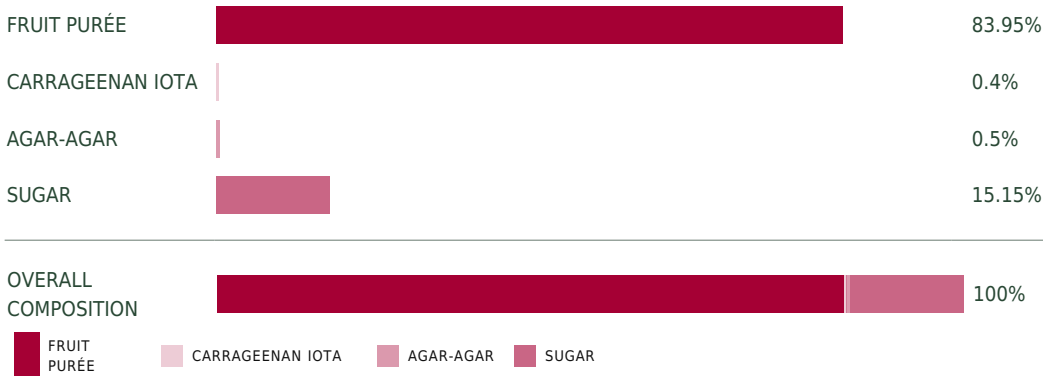 FRUIT PURÉE 83.95%
CARRAGEENAN IOTA 0.4%
AGAR-AGAR 0.5%
SUGAR 15.15%
OVERALL
COMPOSITION 100%
FRUIT
PURÉE
CARRAGEENAN IOTA
AGAR-AGAR
SUGAR